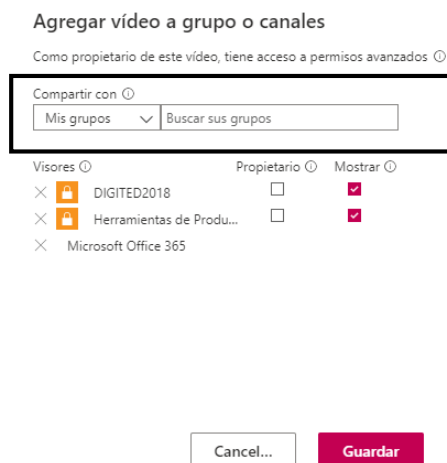 Agregar vídeo a grupo o canales
Como propietario de este vídeo, tiene acceso a permisos avanzados
Compartir con
Mis grupos Buscar sus grupos
Visores Propietario Mostrar
DIGITED2018
Herramientas de Produ...
Microsoft Office 365
Cancel... Guardar